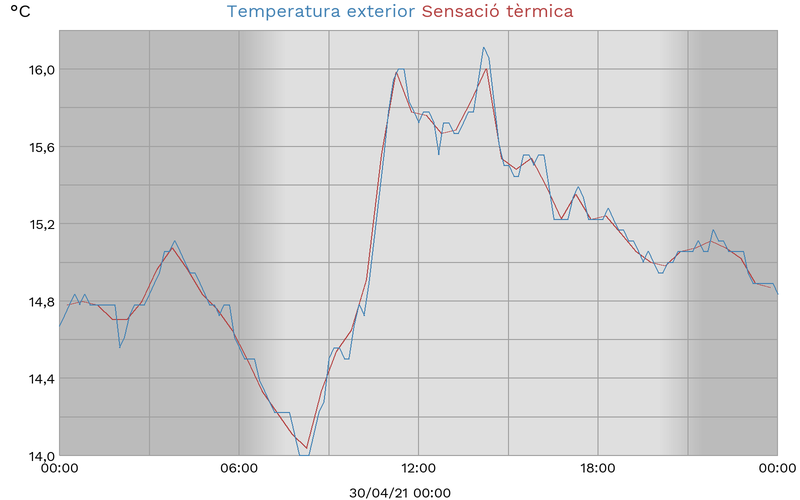 °C
Temperatura exterior Sensació tèrmica
16,0
15,6
15,2
14,8
14,4
14,0
00:00 06:00 12:00 18:00 00:00
30/04/21 00:00